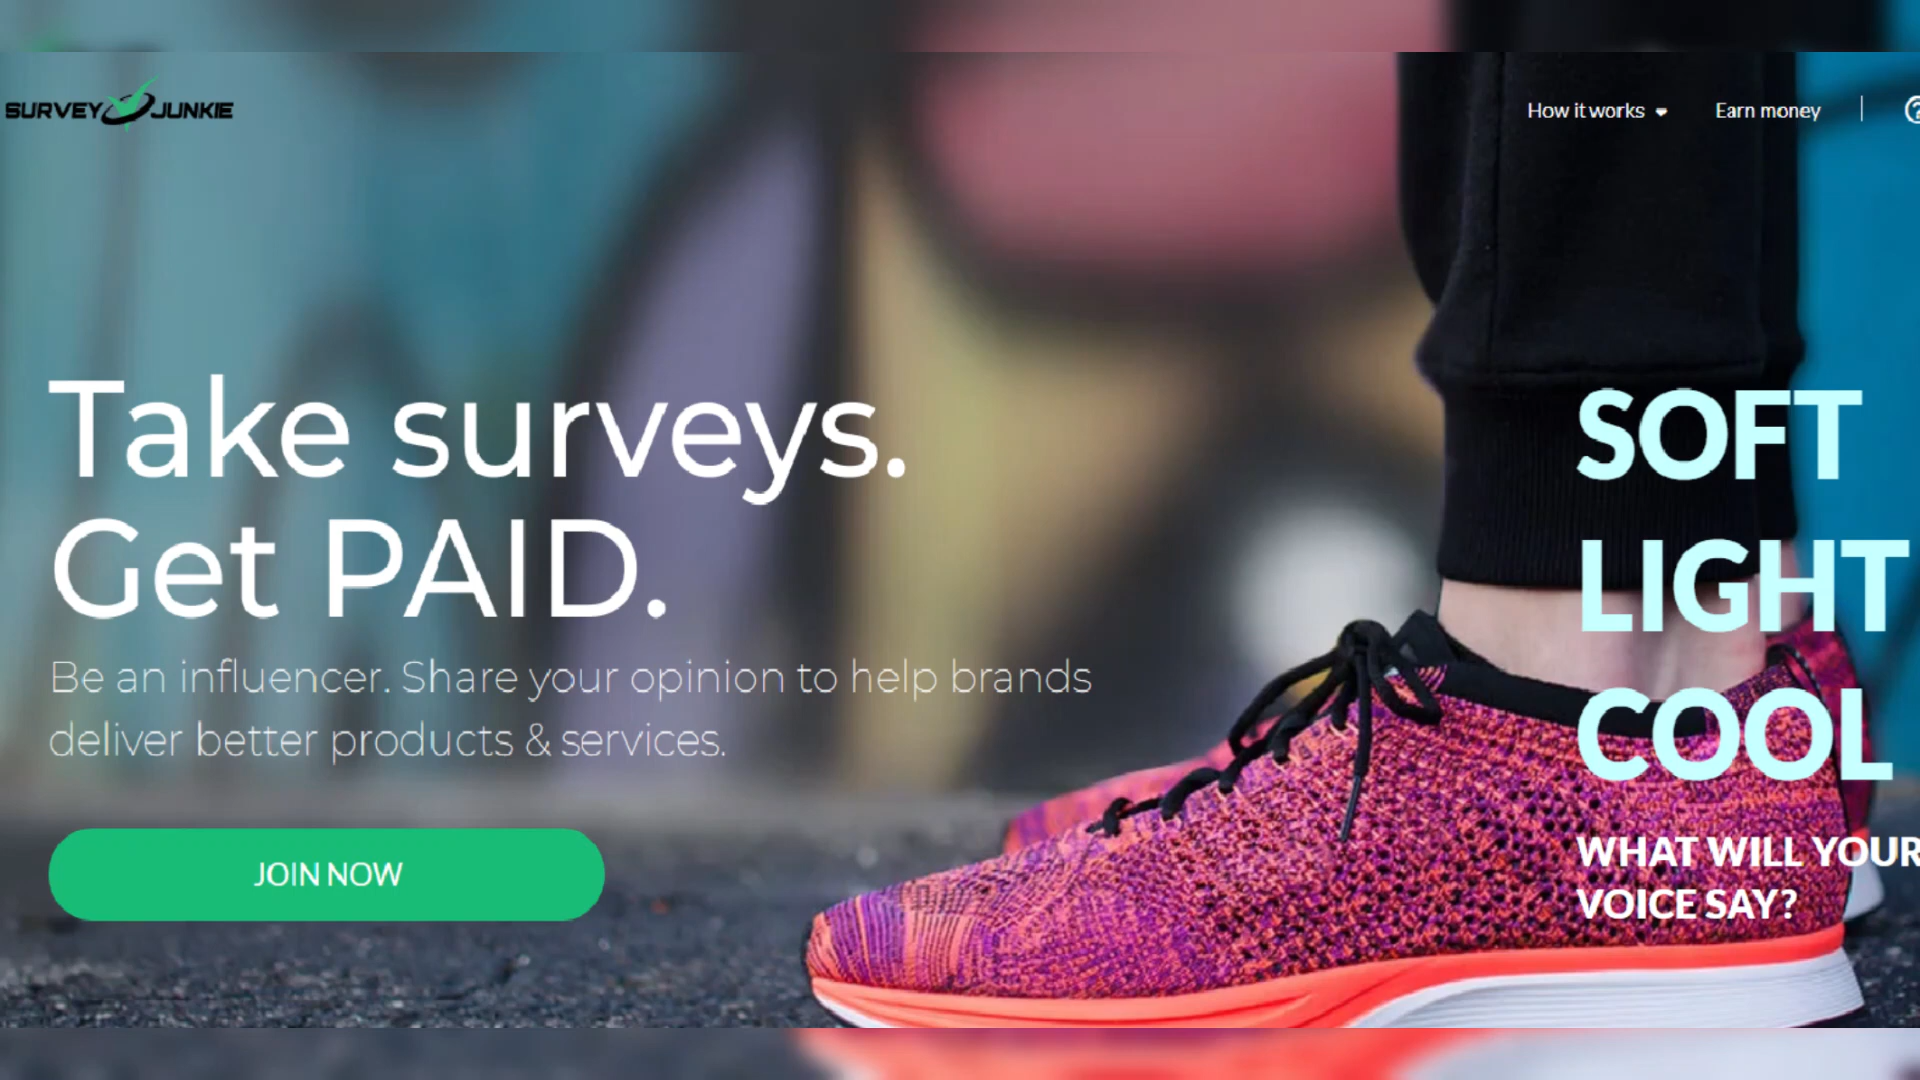 SURVEY JUNKIE
How it works
Earn money
Take surveys.
Get PAID.
Be an influencer. Share your opinion to help brands
deliver better products & services.
JOIN NOW
SOFT
LIGHT
COOL
WHAT WILL YOUR
VOICE SAY?